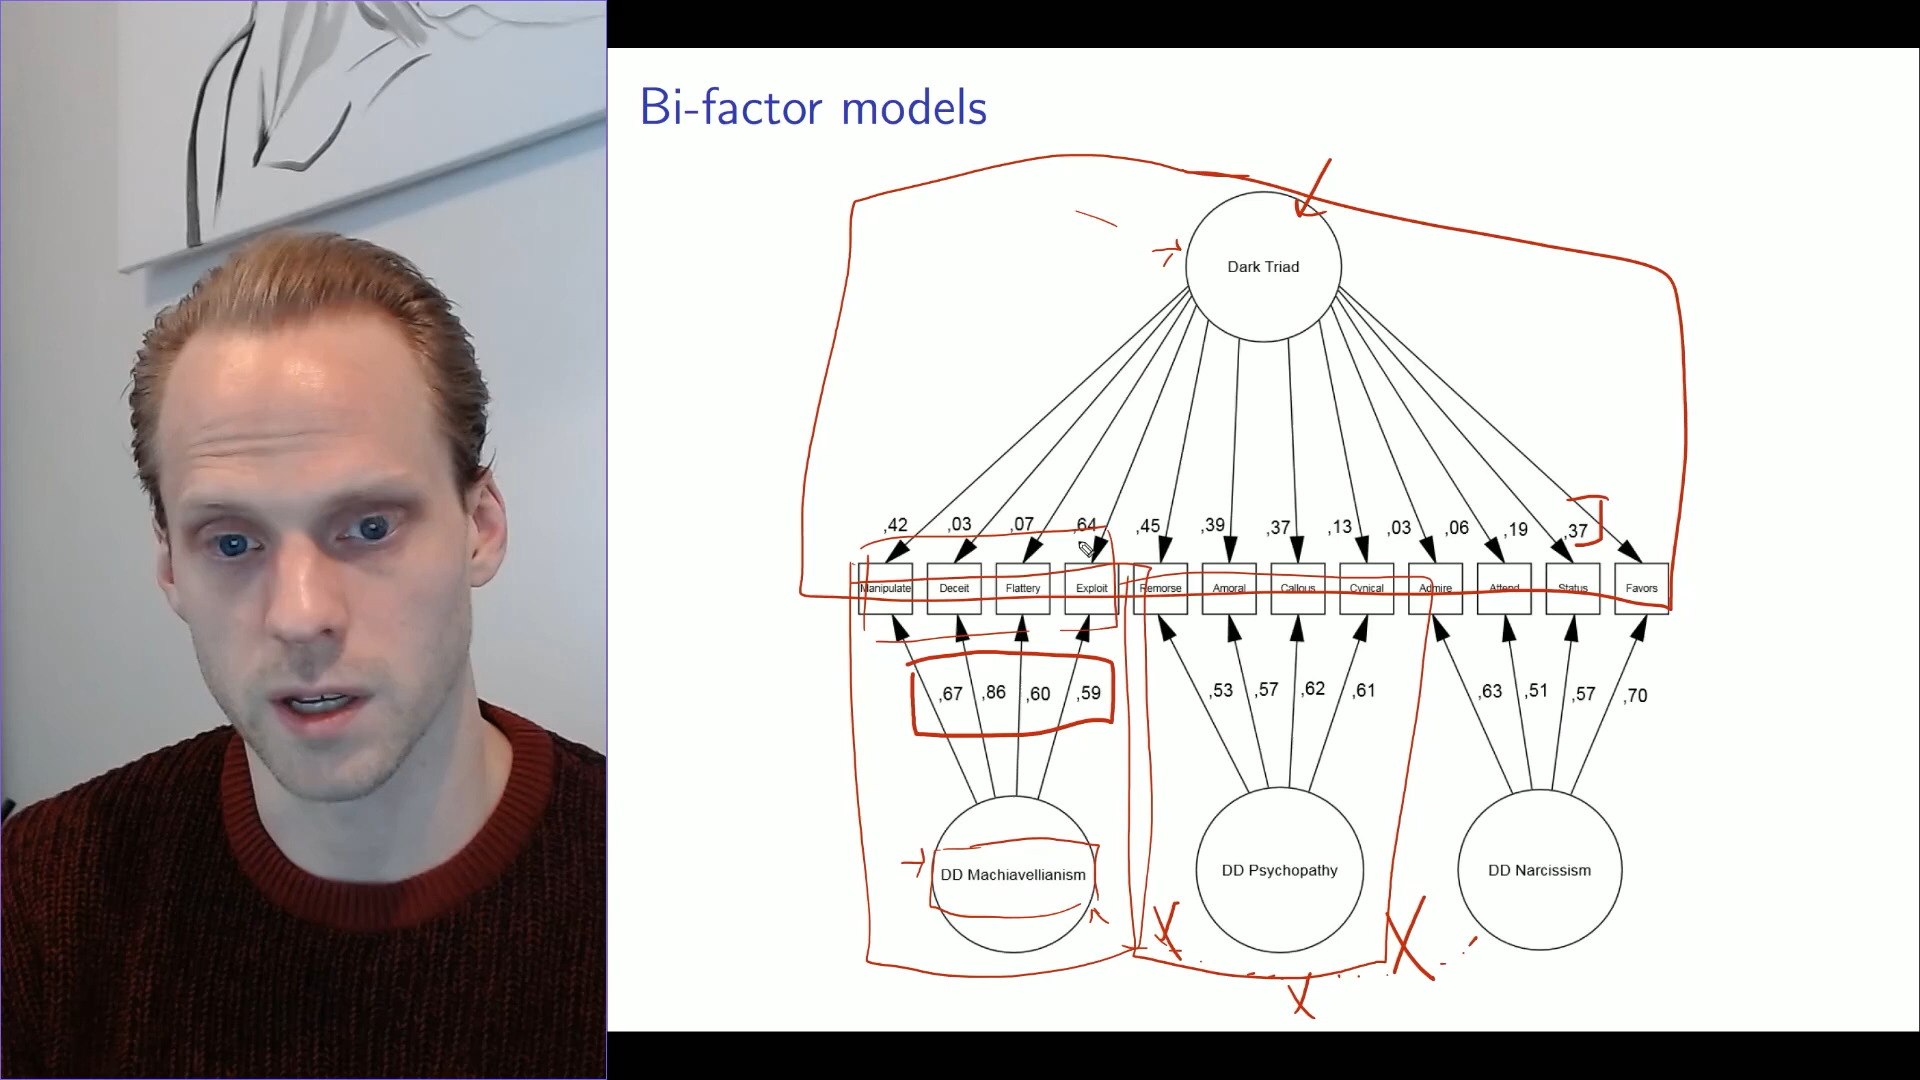 Bi-factor models
Dark Triad
,42 ,03 ,07 ,64 ,45 ,39 ,37 ,13 ,03 ,06 ,19 ,37
Manipulate Deceit Flattery Exploit Remorse Amoral Callous Cynical Admire Attend Status Favors
,67 ,86 ,60 ,59 ,53 ,57 ,62 ,61 ,63 ,51 ,57 ,70
DD Machiavellianism DD Psychopathy DD Narcissism
X X
X